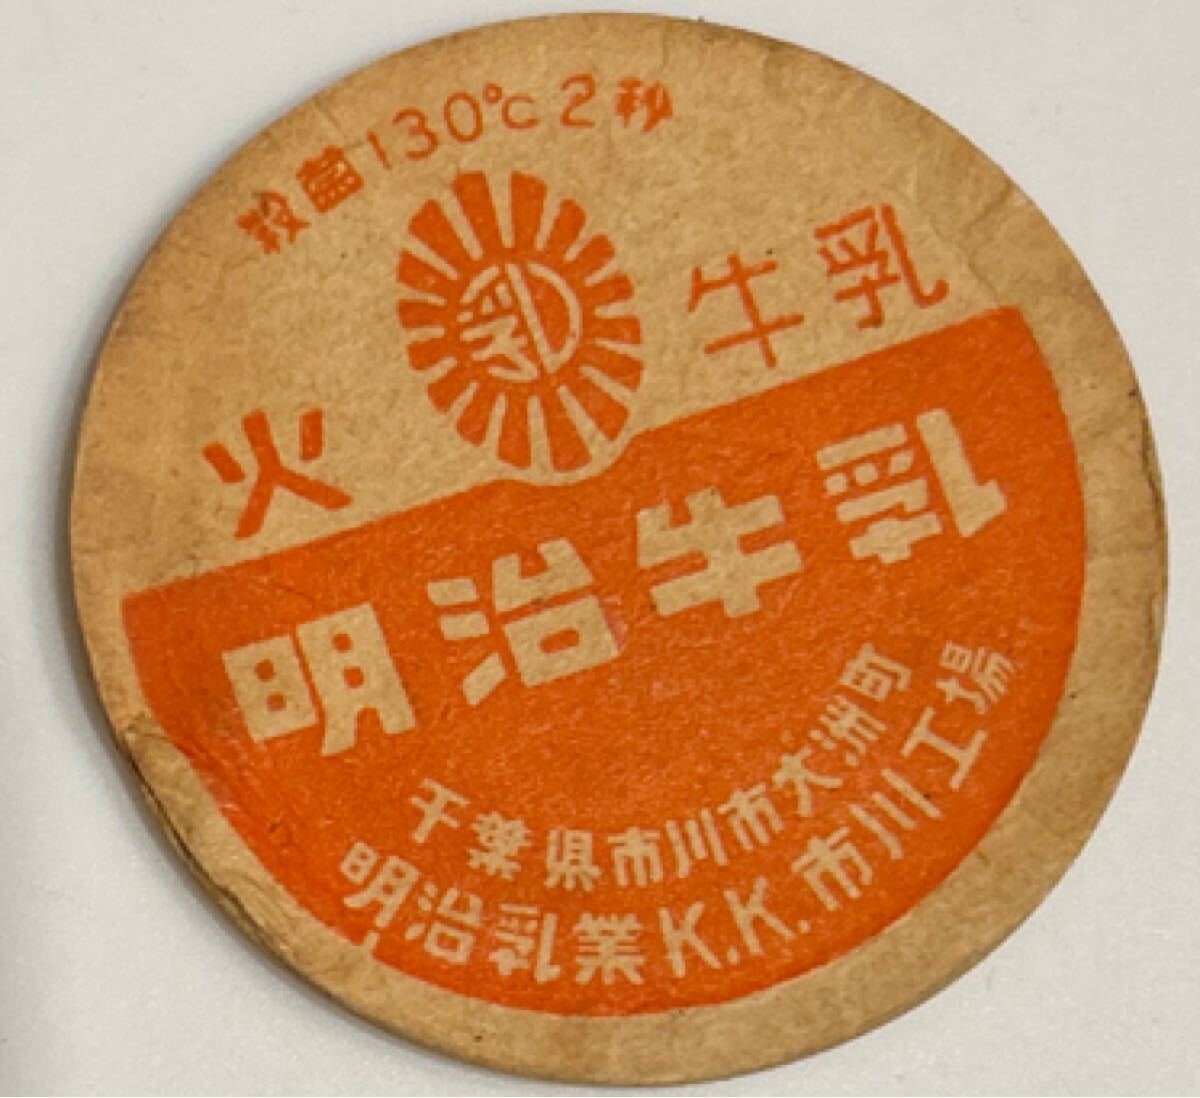 殺菌130℃2秒
乳
火 牛乳
明治牛乳
千葉県市川市大洲町
明治乳業K.K.市川工場